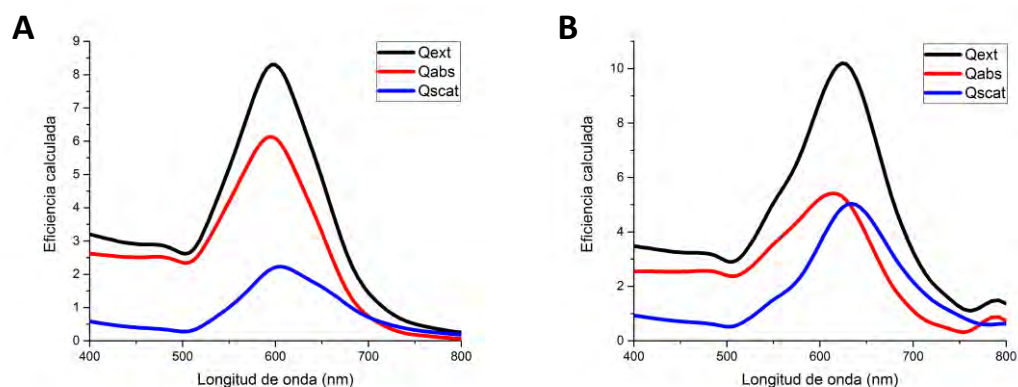 A
9
8
7
6
5
4
3
2
1
0
400 500 600 700 800
Eficiencia calculada
Longitud de onda (nm)
Qext
Qabs
Qscat
B
10
8
6
4
2
0
400 500 600 700 800
Eficiencia calculada
Longitud de onda (nm)
Qext
Qabs
Qscat